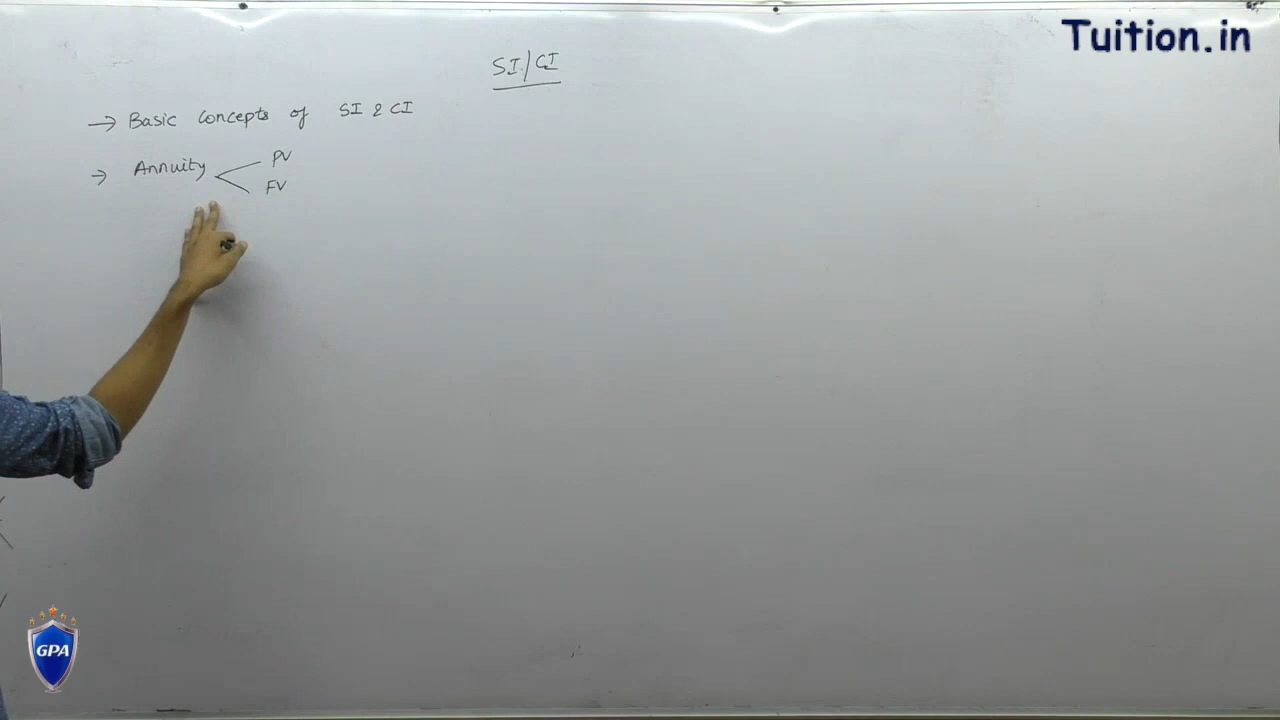 Tuition.in
SI/CI
→ Basic concepts of SI & CI
→ Annuity < PV
FV
GPA